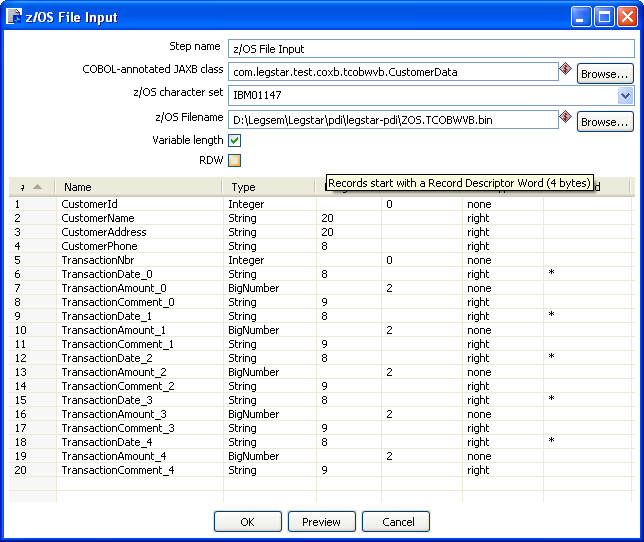 z/OS File Input
Step name z/OS File Input
COBOL-annotated JAXB class com.legstar.test.coxb.tcobwvb.CustomerData Browse...
z/OS character set IBM01147
z/OS Filename D:\Legsem\Legstar\pdi\legstar-pdi\ZOS.TCOBWVB.bin Browse...
Variable length
RDW
Records start with a Record Descriptor Word (4 bytes)
Name Type
1 CustomerId Integer 0 none
2 CustomerName String 20 right
3 CustomerAddress String 20 right
4 CustomerPhone String 8 right
5 TransactionNbr Integer 0 none
6 TransactionDate_0 String 8 right *
7 TransactionAmount_0 BigNumber 2 none
8 TransactionComment_0 String 9 right
9 TransactionDate_1 String 8 right *
10 TransactionAmount_1 BigNumber 2 none
11 TransactionComment_1 String 9 right
12 TransactionDate_2 String 8 right *
13 TransactionAmount_2 BigNumber 2 none
14 TransactionComment_2 String 9 right
15 TransactionDate_3 String 8 right *
16 TransactionAmount_3 BigNumber 2 none
17 TransactionComment_3 String 9 right
18 TransactionDate_4 String 8 right *
19 TransactionAmount_4 BigNumber 2 none
20 TransactionComment_4 String 9 right
OK Preview Cancel